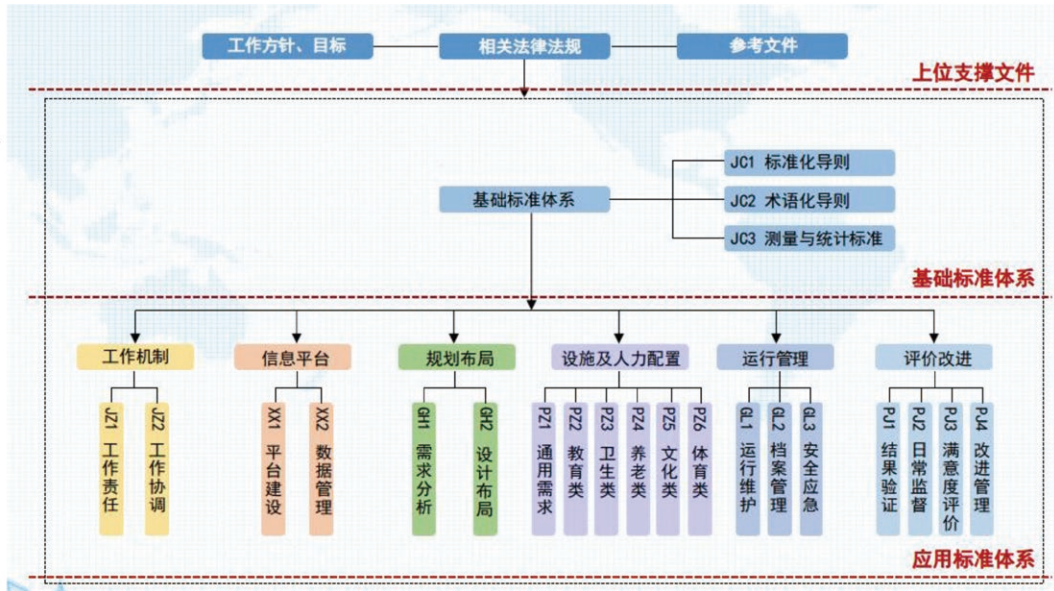 工作方针、目标
相关法律法规
参考文件
上位支撑文件
JC1 标准化导则
基础标准体系
JC2 术语化导则
JC3 测量与统计标准
基础标准体系
工作机制
信息平台
规划布局
设施及人力配置
运行管理
评价改进
JZ1 工作责任
JZ2 工作协调
XX1 平台建设
XX2 数据管理
GH1 需求分析
GH2 设计布局
PZ1 通用需求
PZ2 教育类
PZ3 卫生类
PZ4 养老类
PZ5 文化类
PZ6 体育类
GL1 运行维护
GL2 档案管理
GL3 安全应急
PJ1 结果验证
PJ2 日常监督
PJ3 满意度评价
PJ4 改进管理
应用标准体系